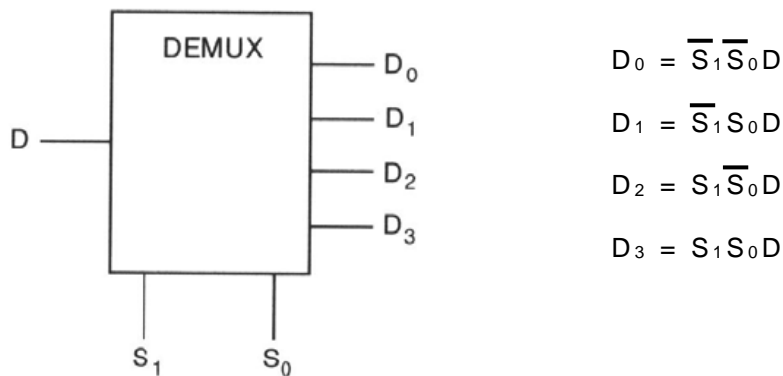 DEMUX
D
D₀
D₁
D₂
D₃
S₁ S₀
D₀ = S̅₁S̅₀D
D₁ = S̅₁S₀D
D₂ = S₁S̅₀D
D₃ = S₁S₀D